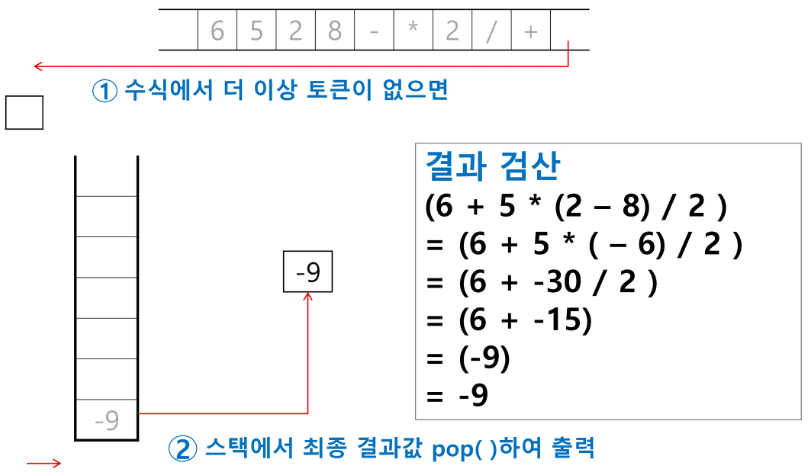 6 5 2 8 - * 2 / +
① 수식에서 더 이상 토큰이 없으면
결과 검산
(6 + 5 * (2 – 8) / 2 )
= (6 + 5 * ( – 6) / 2 )
= (6 + -30 / 2 )
= (6 + -15)
= (-9)
= -9
-9
-9
② 스택에서 최종 결과값 pop( )하여 출력